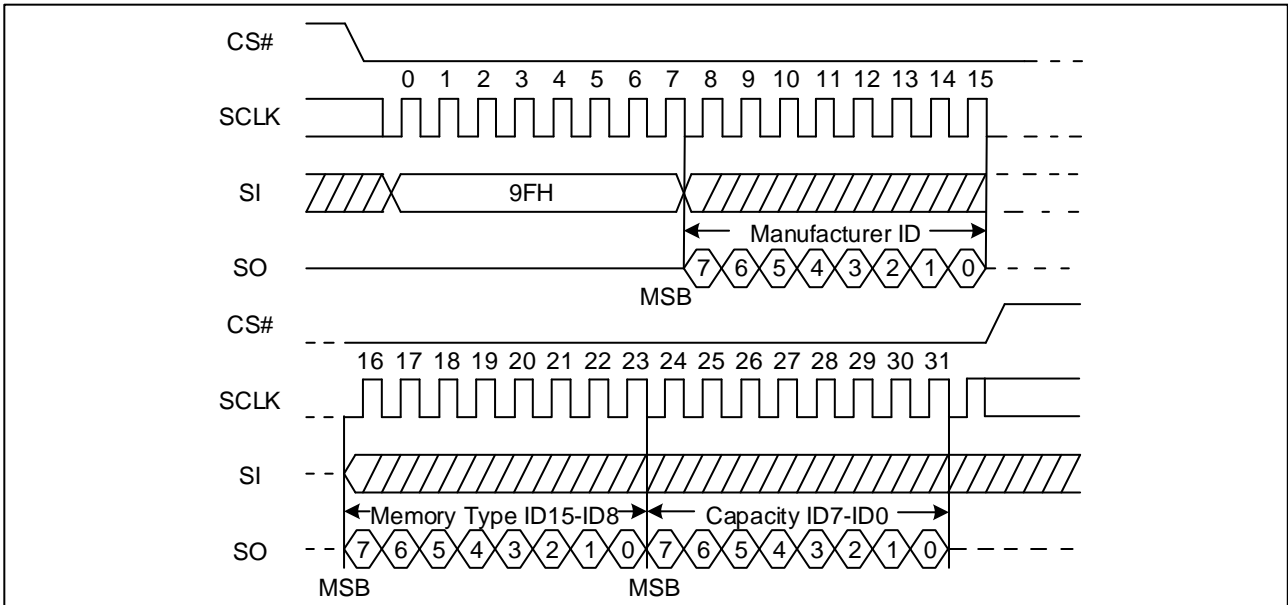 CS#
0 1 2 3 4 5 6 7 8 9 10 11 12 13 14 15
SCLK
SI 9FH
Manufacturer ID
SO 7 6 5 4 3 2 1 0
MSB
CS#
16 17 18 19 20 21 22 23 24 25 26 27 28 29 30 31
SCLK
SI
Memory Type ID15-ID8 Capacity ID7-ID0
SO 7 6 5 4 3 2 1 0 7 6 5 4 3 2 1 0
MSB MSB